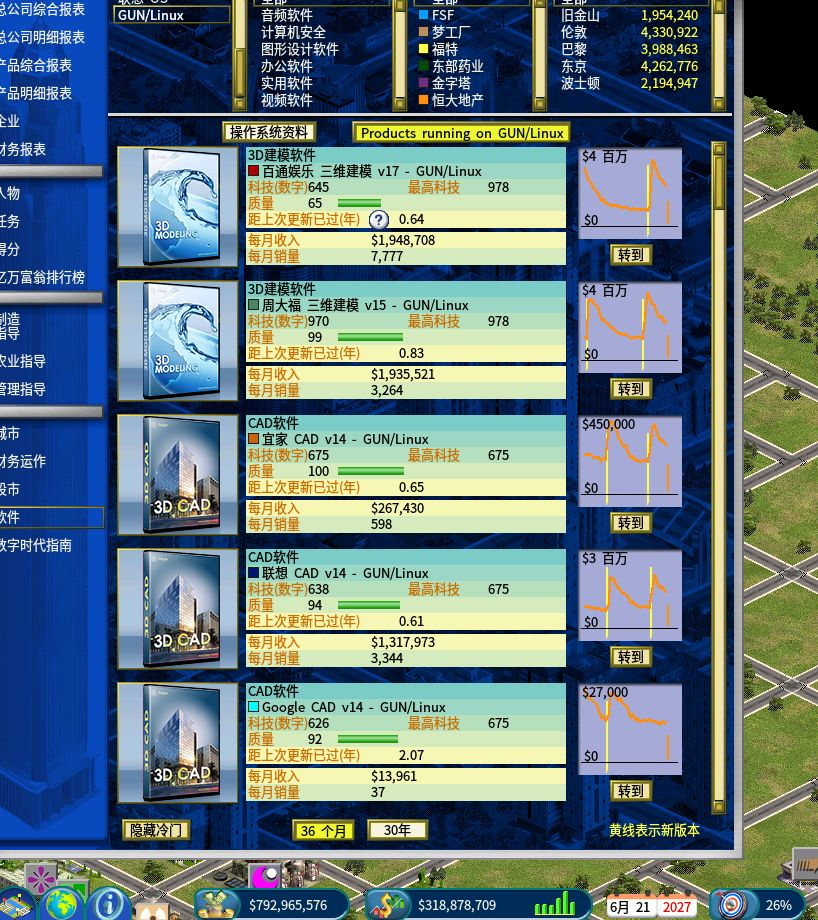 总公司综合报表
总公司明细报表
产品综合报表
产品明细报表
企业
财务报表
人物
任务
得分
亿万富翁排行榜
制造
指导
农业指导
管理指导
城市
财务运作
股市
软件
数字时代指南
GUN/Linux
音频软件
计算机安全
图形设计软件
办公软件
实用软件
视频软件
FSF
梦工厂
福特
东部药业
金字塔
恒大地产
旧金山 1,954,240
伦敦 4,330,922
巴黎 3,988,463
东京 4,262,776
波士顿 2,194,947
操作系统资料
Products running on GUN/Linux
3D建模软件
百通娱乐 三维建模 v17 - GUN/Linux
科技(数字)645 最高科技 978
质量 65
距上次更新已过(年) ? 0.64
每月收入 $1,948,708
每月销量 7,777
3D MODELING
3D MODELING
$4 百万
$0
转到
3D建模软件
周大福 三维建模 v15 - GUN/Linux
科技(数字)970 最高科技 978
质量 99
距上次更新已过(年) 0.83
每月收入 $1,935,521
每月销量 3,264
3D MODELING
3D MODELING
$4 百万
$0
转到
CAD软件
宜家 CAD v14 - GUN/Linux
科技(数字)675 最高科技 675
质量 100
距上次更新已过(年) 0.65
每月收入 $267,430
每月销量 598
3D CAD
3D CAD
$450,000
$0
转到
CAD软件
联想 CAD v14 - GUN/Linux
科技(数字)638 最高科技 675
质量 94
距上次更新已过(年) 0.61
每月收入 $1,317,973
每月销量 3,344
3D CAD
3D CAD
$3 百万
$0
转到
CAD软件
Google CAD v14 - GUN/Linux
科技(数字)626 最高科技 675
质量 92
距上次更新已过(年) 2.07
每月收入 $13,961
每月销量 37
3D CAD
3D CAD
$27,000
$0
转到
隐藏冷门
36 个月
30年
黄线表示新版本
$792,965,576
$318,878,709
6月 21 2027
26%